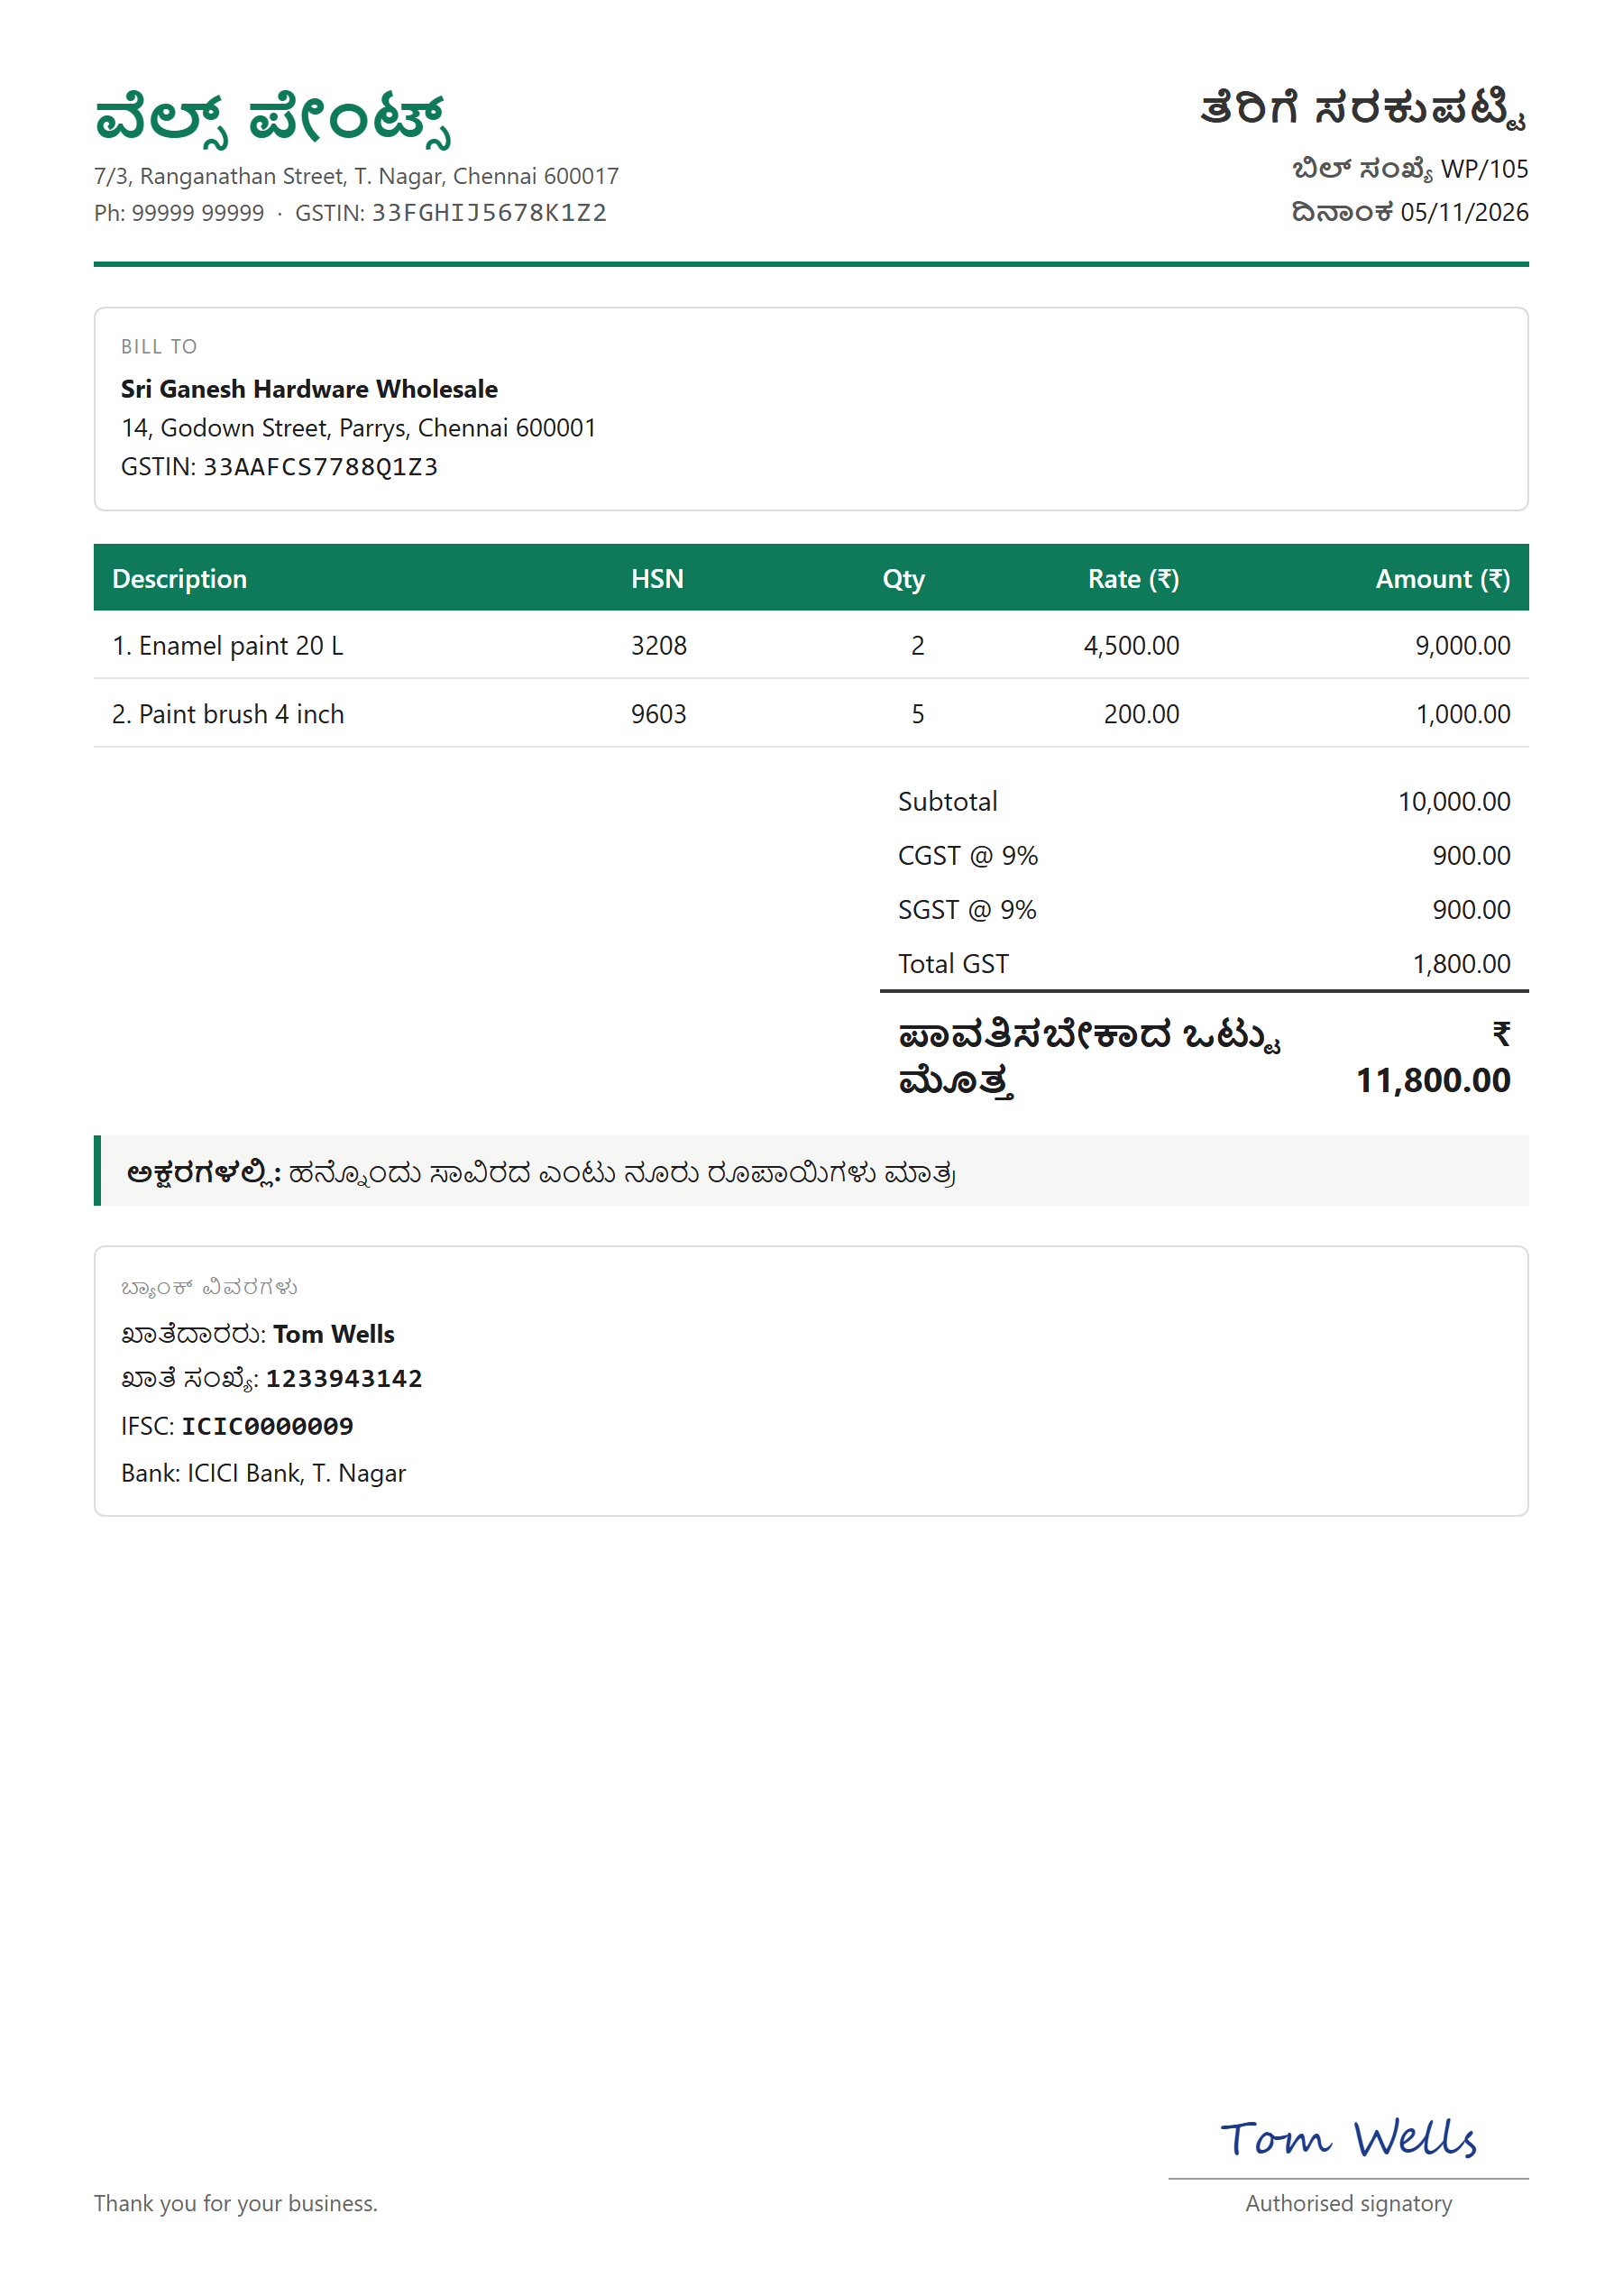 ವೆಲ್ಸ್ ಪೇಂಟ್ಸ್
7/3, Ranganathan Street, T. Nagar, Chennai 600017
Ph: 99999 99999 · GSTIN: 33FGHIJ5678K1Z2
ತೆರಿಗೆ ಸರಕುಪಟ್ಟಿ
ಬಿಲ್ ಸಂಖ್ಯೆ WP/105
ದಿನಾಂಕ 05/11/2026
BILL TO
Sri Ganesh Hardware Wholesale
14, Godown Street, Parrys, Chennai 600001
GSTIN: 33AAFCS7788Q1Z3
Description HSN Qty Rate (₹) Amount (₹)
1. Enamel paint 20 L 3208 2 4,500.00 9,000.00
2. Paint brush 4 inch 9603 5 200.00 1,000.00
Subtotal 10,000.00
CGST @ 9% 900.00
SGST @ 9% 900.00
Total GST 1,800.00
ಪಾವತಿಸಬೇಕಾದ ಒಟ್ಟು ₹
ಮೊತ್ತ 11,800.00
ಅಕ್ಷರಗಳಲ್ಲಿ: ಹನ್ನೊಂದು ಸಾವಿರದ ಎಂಟು ನೂರು ರೂಪಾಯಿಗಳು ಮಾತ್ರ
ಬ್ಯಾಂಕ್ ವಿವರಗಳು
ಖಾತೆದಾರರು: Tom Wells
ಖಾತೆ ಸಂಖ್ಯೆ: 1233943142
IFSC: ICIC0000009
Bank: ICICI Bank, T. Nagar
Tom Wells
Thank you for your business. Authorised signatory